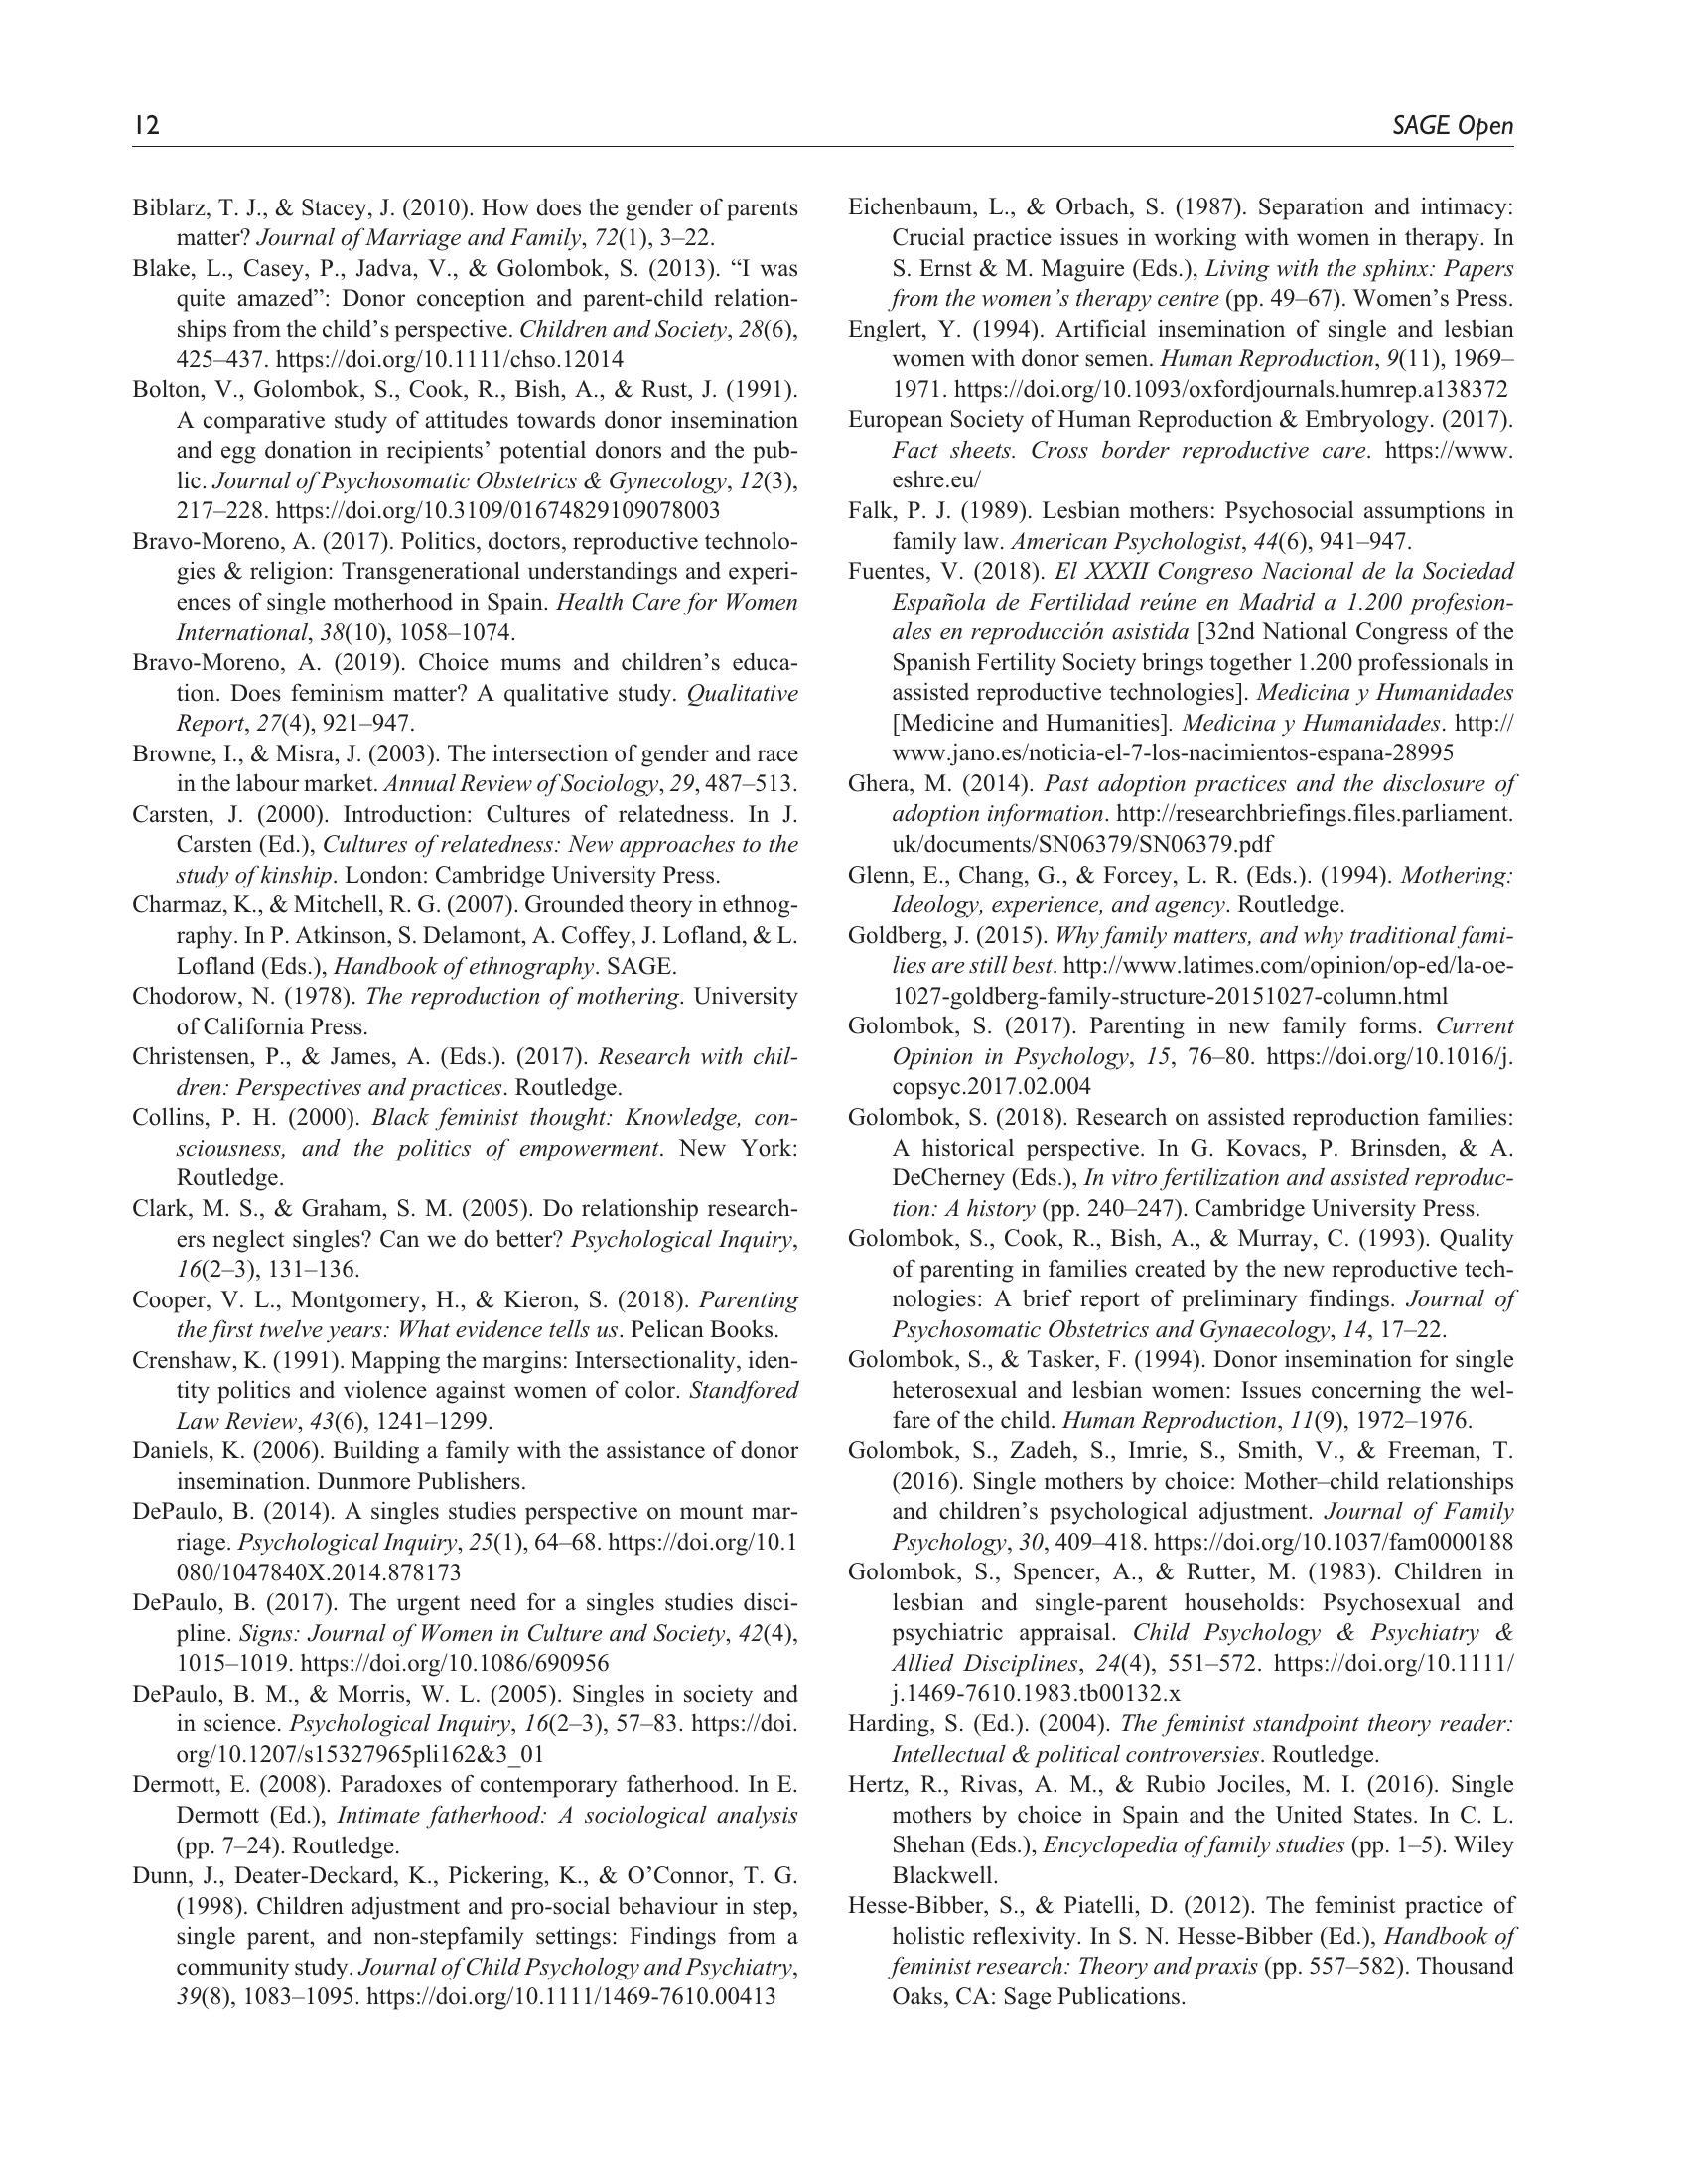 12
SAGE Open
Biblarz, T. J., & Stacey, J. (2010). How does the gender of parents
matter? Journal of Marriage and Family, 72(1), 3–22.
Blake, L., Casey, P., Jadva, V., & Golombok, S. (2013). “I was
quite amazed”: Donor conception and parent-child relation-
ships from the child’s perspective. Children and Society, 28(6),
425–437. https://doi.org/10.1111/chso.12014
Bolton, V., Golombok, S., Cook, R., Bish, A., & Rust, J. (1991).
A comparative study of attitudes towards donor insemination
and egg donation in recipients’ potential donors and the pub-
lic. Journal of Psychosomatic Obstetrics & Gynecology, 12(3),
217–228. https://doi.org/10.3109/01674829109078003
Bravo-Moreno, A. (2017). Politics, doctors, reproductive technolo-
gies & religion: Transgenerational understandings and experi-
ences of single motherhood in Spain. Health Care for Women
International, 38(10), 1058–1074.
Bravo-Moreno, A. (2019). Choice mums and children’s educa-
tion. Does feminism matter? A qualitative study. Qualitative
Report, 27(4), 921–947.
Browne, I., & Misra, J. (2003). The intersection of gender and race
in the labour market. Annual Review of Sociology, 29, 487–513.
Carsten, J. (2000). Introduction: Cultures of relatedness. In J.
Carsten (Ed.), Cultures of relatedness: New approaches to the
study of kinship. London: Cambridge University Press.
Charmaz, K., & Mitchell, R. G. (2007). Grounded theory in ethnog-
raphy. In P. Atkinson, S. Delamont, A. Coffey, J. Lofland, & L.
Lofland (Eds.), Handbook of ethnography. SAGE.
Chodorow, N. (1978). The reproduction of mothering. University
of California Press.
Christensen, P., & James, A. (Eds.). (2017). Research with chil-
dren: Perspectives and practices. Routledge.
Collins, P. H. (2000). Black feminist thought: Knowledge, con-
sciousness, and the politics of empowerment. New York:
Routledge.
Clark, M. S., & Graham, S. M. (2005). Do relationship research-
ers neglect singles? Can we do better? Psychological Inquiry,
16(2–3), 131–136.
Cooper, V. L., Montgomery, H., & Kieron, S. (2018). Parenting
the first twelve years: What evidence tells us. Pelican Books.
Crenshaw, K. (1991). Mapping the margins: Intersectionality, iden-
tity politics and violence against women of color. Standfored
Law Review, 43(6), 1241–1299.
Daniels, K. (2006). Building a family with the assistance of donor
insemination. Dunmore Publishers.
DePaulo, B. (2014). A singles studies perspective on mount mar-
riage. Psychological Inquiry, 25(1), 64–68. https://doi.org/10.1
080/1047840X.2014.878173
DePaulo, B. (2017). The urgent need for a singles studies disci-
pline. Signs: Journal of Women in Culture and Society, 42(4),
1015–1019. https://doi.org/10.1086/690956
DePaulo, B. M., & Morris, W. L. (2005). Singles in society and
in science. Psychological Inquiry, 16(2–3), 57–83. https://doi.
org/10.1207/s15327965pli162&3_01
Dermott, E. (2008). Paradoxes of contemporary fatherhood. In E.
Dermott (Ed.), Intimate fatherhood: A sociological analysis
(pp. 7–24). Routledge.
Dunn, J., Deater-Deckard, K., Pickering, K., & O’Connor, T. G.
(1998). Children adjustment and pro-social behaviour in step,
single parent, and non-stepfamily settings: Findings from a
community study. Journal of Child Psychology and Psychiatry,
39(8), 1083–1095. https://doi.org/10.1111/1469-7610.00413
Eichenbaum, L., & Orbach, S. (1987). Separation and intimacy:
Crucial practice issues in working with women in therapy. In
S. Ernst & M. Maguire (Eds.), Living with the sphinx: Papers
from the women’s therapy centre (pp. 49–67). Women’s Press.
Englert, Y. (1994). Artificial insemination of single and lesbian
women with donor semen. Human Reproduction, 9(11), 1969–
1971. https://doi.org/10.1093/oxfordjournals.humrep.a138372
European Society of Human Reproduction & Embryology. (2017).
Fact sheets. Cross border reproductive care. https://www.
eshre.eu/
Falk, P. J. (1989). Lesbian mothers: Psychosocial assumptions in
family law. American Psychologist, 44(6), 941–947.
Fuentes, V. (2018). El XXXII Congreso Nacional de la Sociedad
Española de Fertilidad reúne en Madrid a 1.200 profesion-
ales en reproducción asistida [32nd National Congress of the
Spanish Fertility Society brings together 1.200 professionals in
assisted reproductive technologies]. Medicina y Humanidades
[Medicine and Humanities]. Medicina y Humanidades. http://
www.jano.es/noticia-el-7-los-nacimientos-espana-28995
Ghera, M. (2014). Past adoption practices and the disclosure of
adoption information. http://researchbriefings.files.parliament.
uk/documents/SN06379/SN06379.pdf
Glenn, E., Chang, G., & Forcey, L. R. (Eds.). (1994). Mothering:
Ideology, experience, and agency. Routledge.
Goldberg, J. (2015). Why family matters, and why traditional fami-
lies are still best. http://www.latimes.com/opinion/op-ed/la-oe-
1027-goldberg-family-structure-20151027-column.html
Golombok, S. (2017). Parenting in new family forms. Current
Opinion in Psychology, 15, 76–80. https://doi.org/10.1016/j.
copsyc.2017.02.004
Golombok, S. (2018). Research on assisted reproduction families:
A historical perspective. In G. Kovacs, P. Brinsden, & A.
DeCherney (Eds.), In vitro fertilization and assisted reproduc-
tion: A history (pp. 240–247). Cambridge University Press.
Golombok, S., Cook, R., Bish, A., & Murray, C. (1993). Quality
of parenting in families created by the new reproductive tech-
nologies: A brief report of preliminary findings. Journal of
Psychosomatic Obstetrics and Gynaecology, 14, 17–22.
Golombok, S., & Tasker, F. (1994). Donor insemination for single
heterosexual and lesbian women: Issues concerning the wel-
fare of the child. Human Reproduction, 11(9), 1972–1976.
Golombok, S., Zadeh, S., Imrie, S., Smith, V., & Freeman, T.
(2016). Single mothers by choice: Mother–child relationships
and children’s psychological adjustment. Journal of Family
Psychology, 30, 409–418. https://doi.org/10.1037/fam0000188
Golombok, S., Spencer, A., & Rutter, M. (1983). Children in
lesbian and single-parent households: Psychosexual and
psychiatric appraisal. Child Psychology & Psychiatry &
Allied Disciplines, 24(4), 551–572. https://doi.org/10.1111/
j.1469-7610.1983.tb00132.x
Harding, S. (Ed.). (2004). The feminist standpoint theory reader:
Intellectual & political controversies. Routledge.
Hertz, R., Rivas, A. M., & Rubio Jociles, M. I. (2016). Single
mothers by choice in Spain and the United States. In C. L.
Shehan (Eds.), Encyclopedia of family studies (pp. 1–5). Wiley
Blackwell.
Hesse-Bibber, S., & Piatelli, D. (2012). The feminist practice of
holistic reflexivity. In S. N. Hesse-Bibber (Ed.), Handbook of
feminist research: Theory and praxis (pp. 557–582). Thousand
Oaks, CA: Sage Publications.